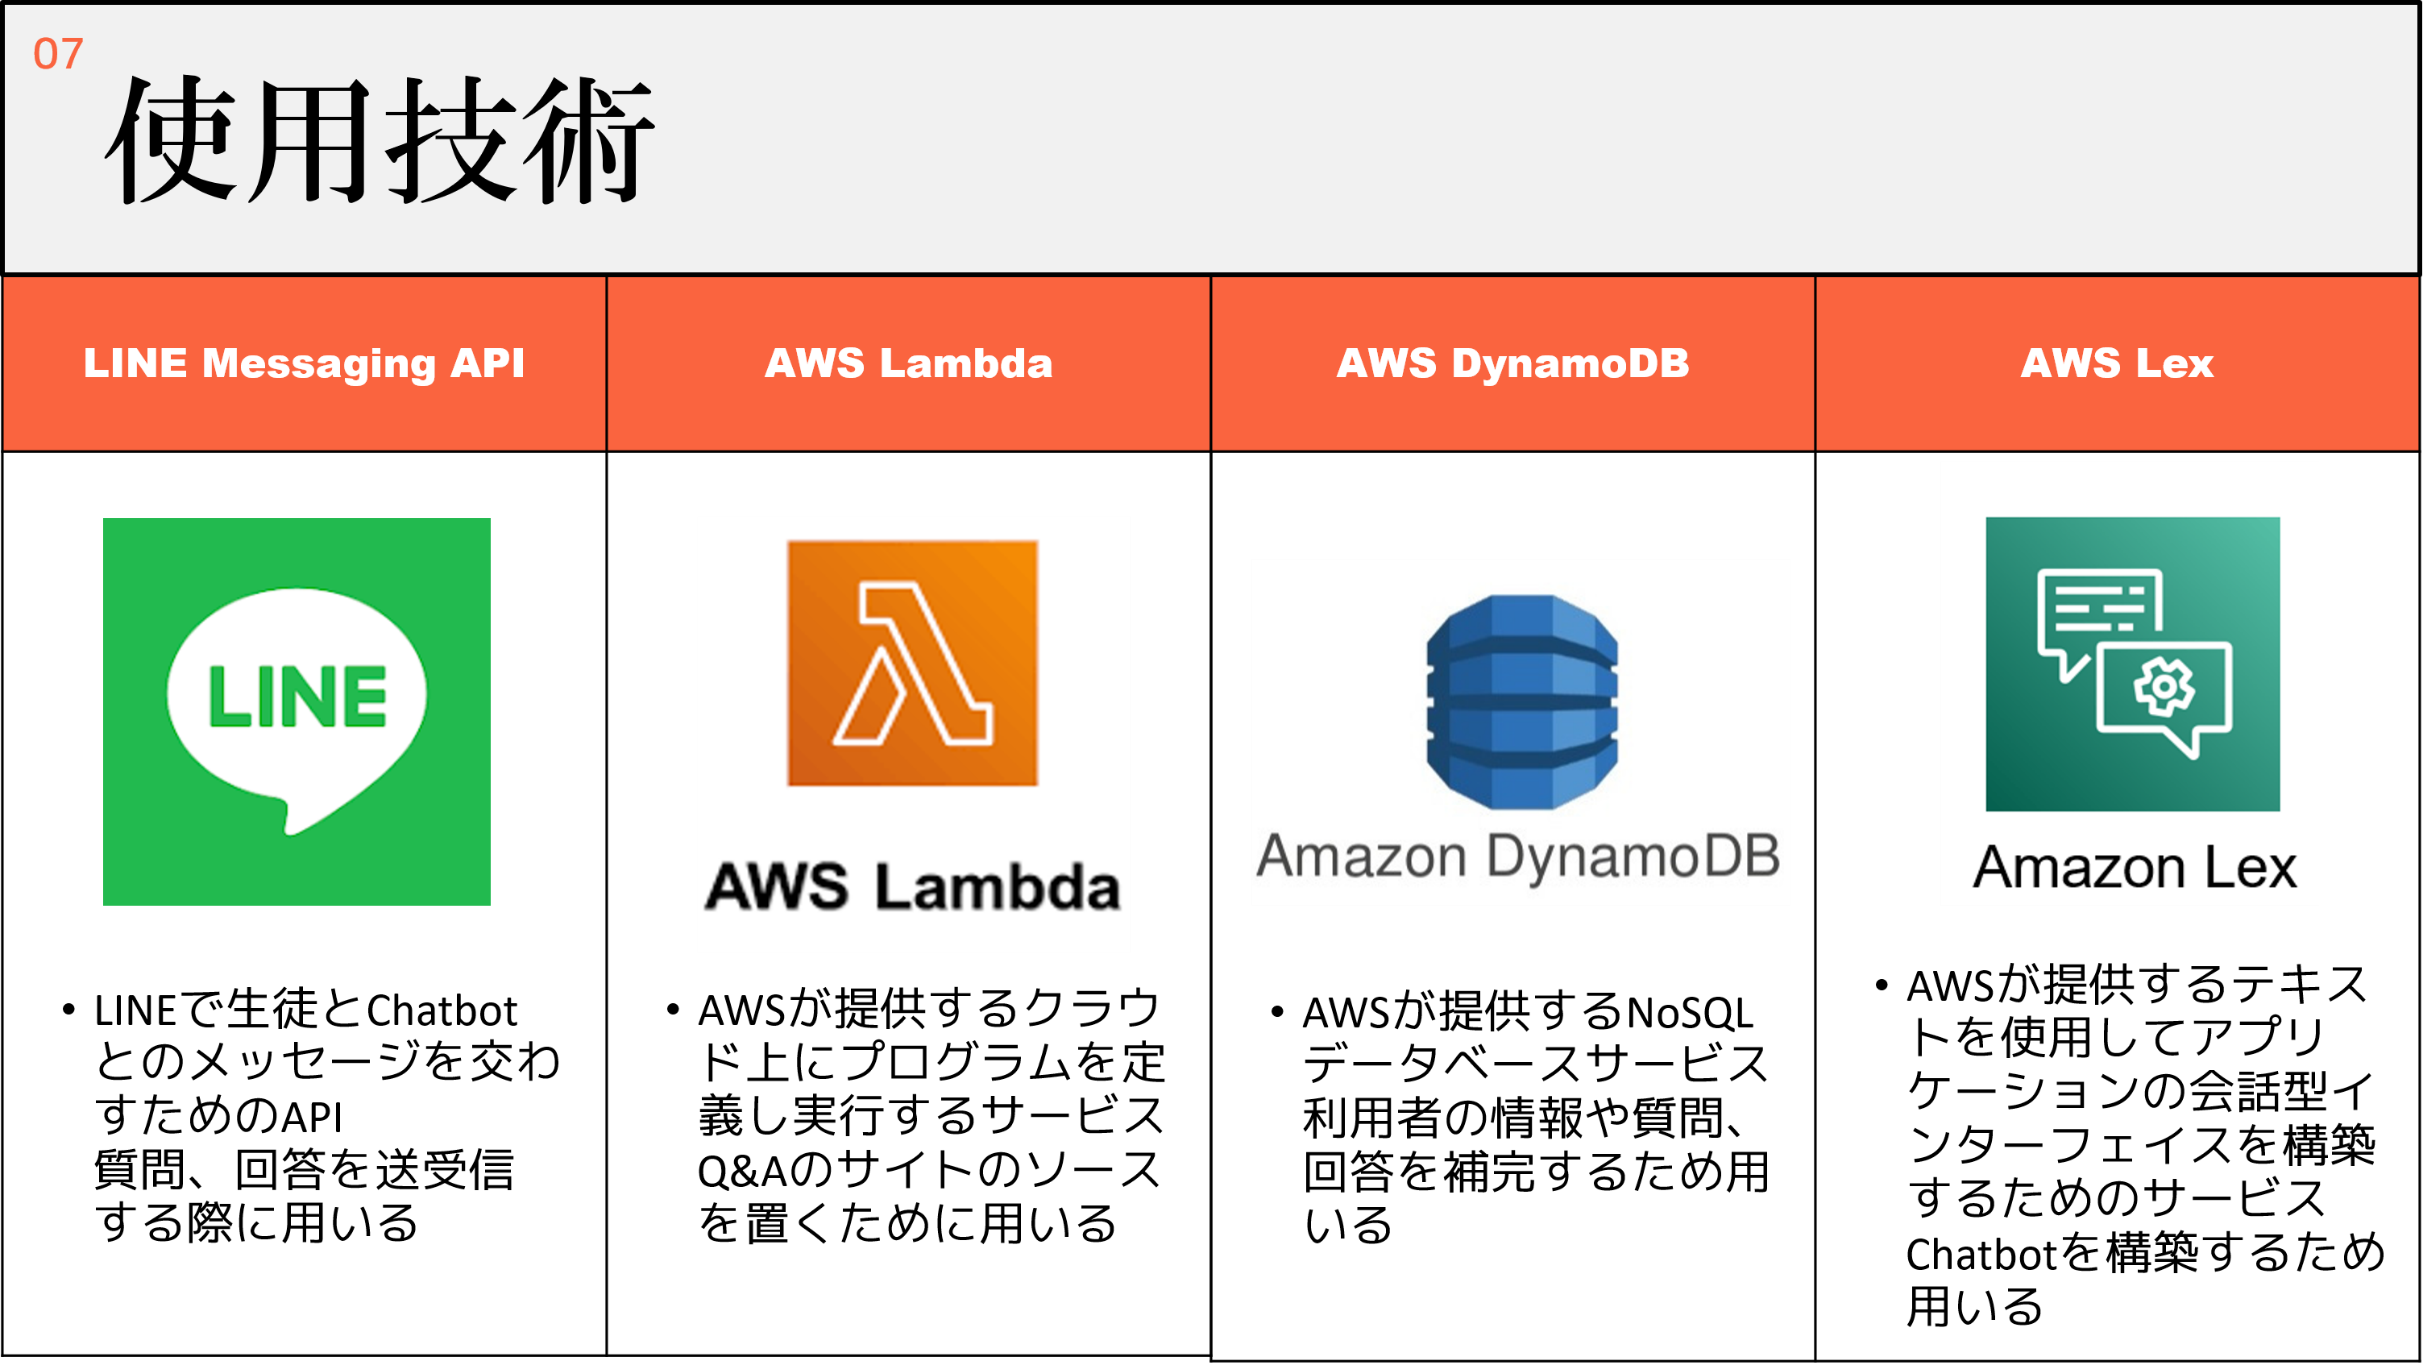 07
使用技術
LINE Messaging API
AWS Lambda
AWS DynamoDB
AWS Lex
LINE
AWS Lambda
Amazon DynamoDB
Amazon Lex
• LINEで生徒とChatbot
とのメッセージを交わ
すためのAPI
質問、回答を送受信
する際に用いる
• AWSが提供するクラウ
ド上にプログラムを定
義し実行するサービス
Q&Aのサイトのソース
を置くために用いる
• AWSが提供するNoSQL
データベースサービス
利用者の情報や質問、
回答を補完するため用
いる
• AWSが提供するテキス
トを使用してアプリ
ケーションの会話型イ
ンターフェイスを構築
するためのサービス
Chatbotを構築するため
用いる